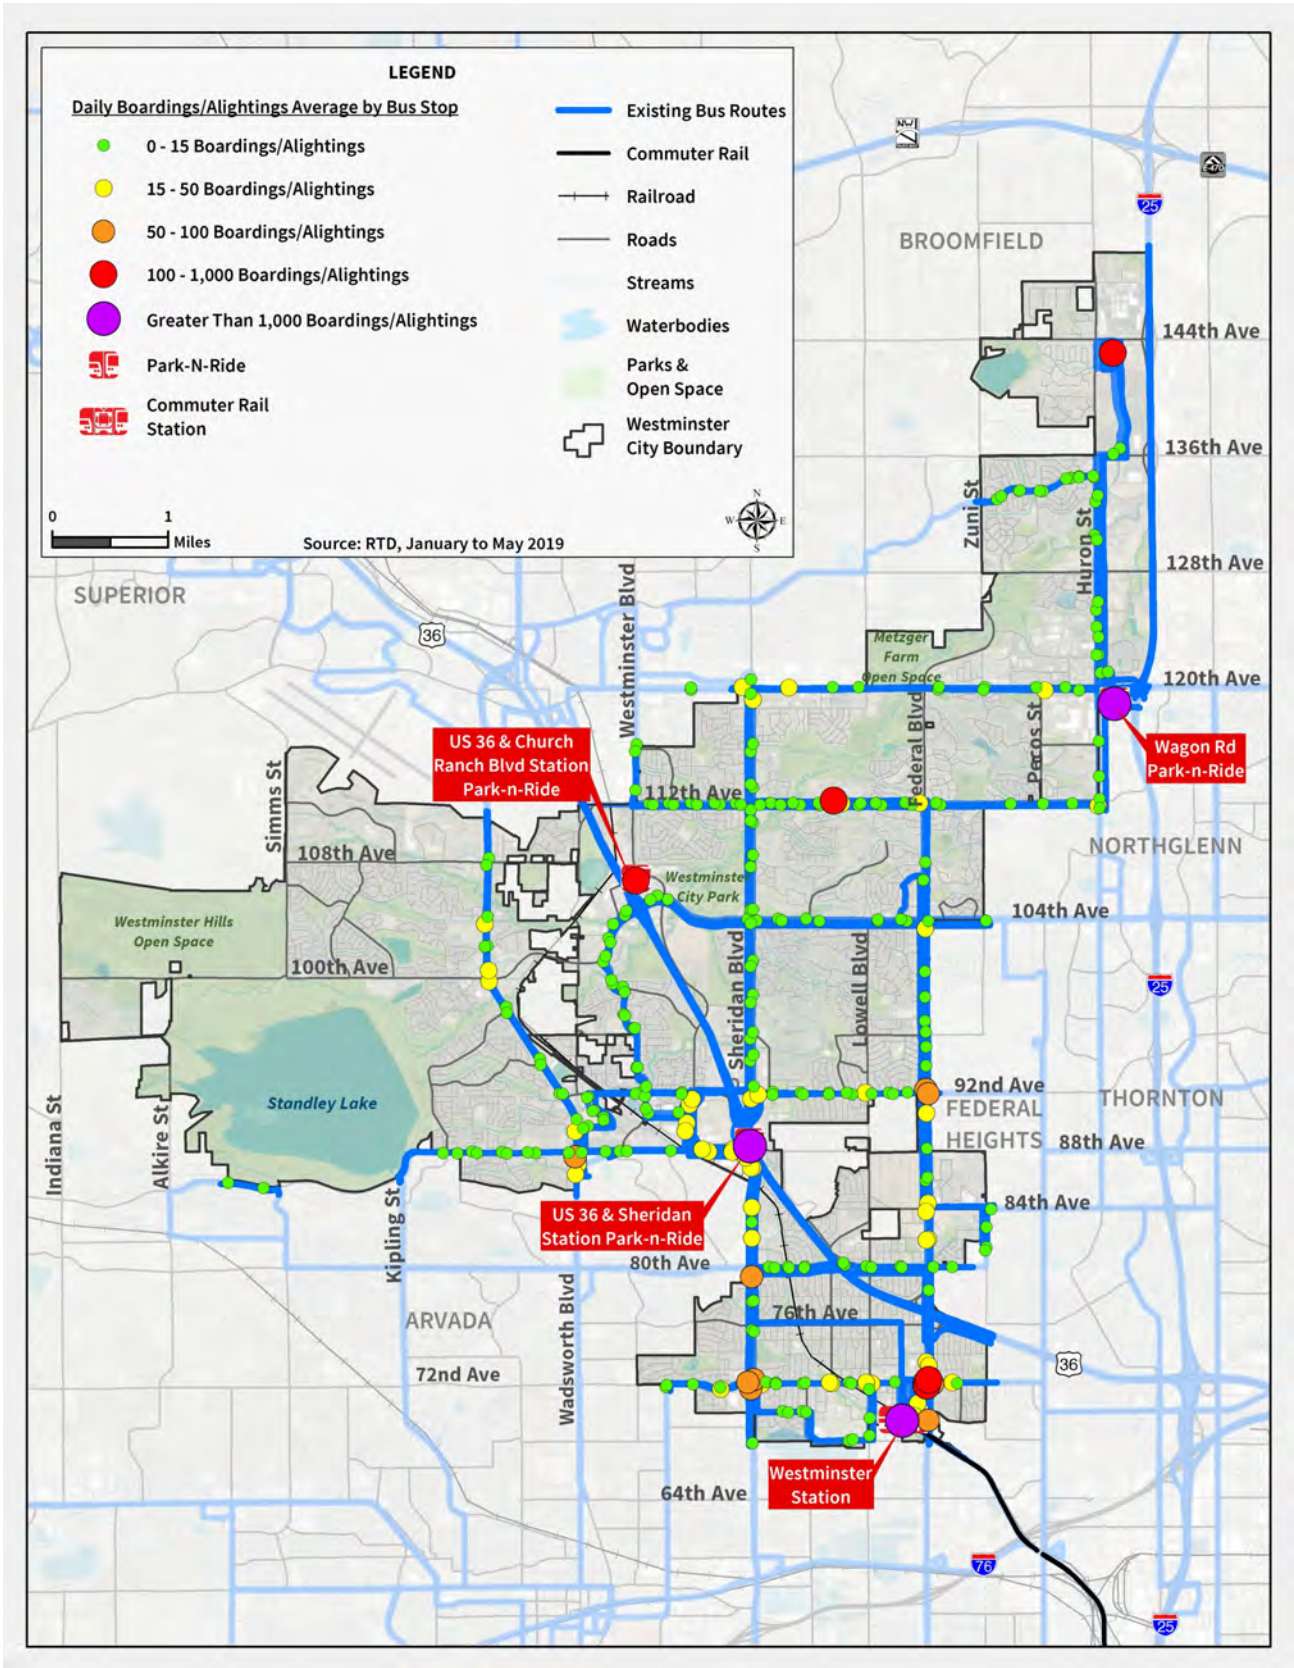 LEGEND
Daily Boardings/Alightings Average by Bus Stop
0 - 15 Boardings/Alightings
15 - 50 Boardings/Alightings
50 - 100 Boardings/Alightings
100 - 1,000 Boardings/Alightings
Greater Than 1,000 Boardings/Alightings
Park-N-Ride
Commuter Rail
Station
Existing Bus Routes
Commuter Rail
Railroad
Roads
Streams
Waterbodies
Parks &
Open Space
Westminster
City Boundary
0
1
Miles
Source: RTD, January to May 2019
N
W
E
S
NW
E-470
25
BROOMFIELD
144th Ave
136th Ave
Zuni St
Huron St
128th Ave
SUPERIOR
36
Westminster Blvd
Metzger
Farm
Open Space
120th Ave
Federal Blvd
Pecos St
US 36 & Church
Ranch Blvd Station
Park-n-Ride
Wagon Rd
Park-n-Ride
Simms St
112th Ave
108th Ave
NORTHGLENN
Westminste
City Park
Westminster Hills
Open Space
104th Ave
100th Ave
Sheridan Blvd
Lowell Blvd
25
Standley Lake
92nd Ave
FEDERAL
HEIGHTS
THORNTON
88th Ave
Indiana St
Alkire St
Kipling St
84th Ave
US 36 & Sheridan
Station Park-n-Ride
80th Ave
Wadsworth Blvd
ARVADA
76th Ave
36
72nd Ave
Westminster
Station
64th Ave
76
25